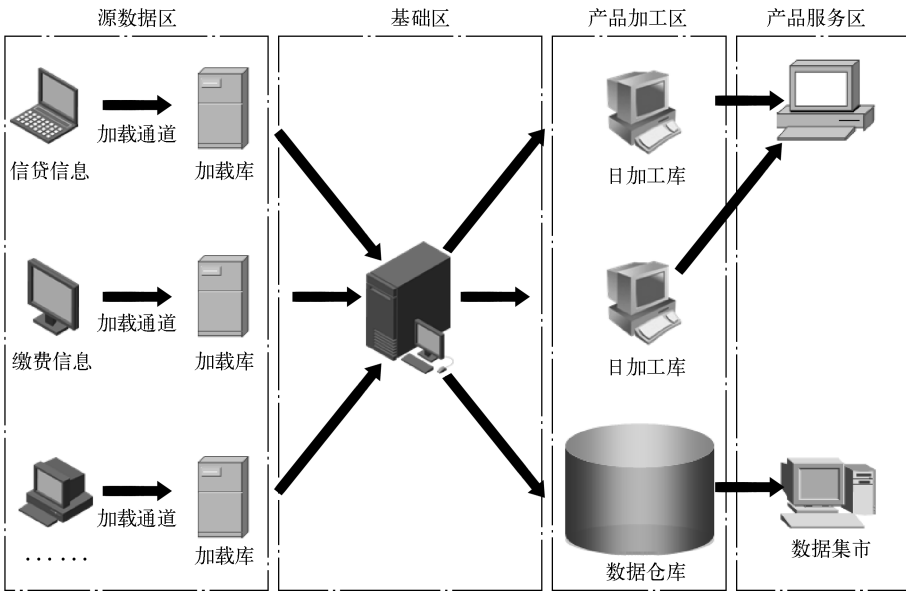 源数据区
基础区
产品加工区
产品服务区
加载通道
信贷信息
加载库
日加工库
加载通道
缴费信息
加载库
日加工库
加载通道
……
加载库
数据仓库
数据集市